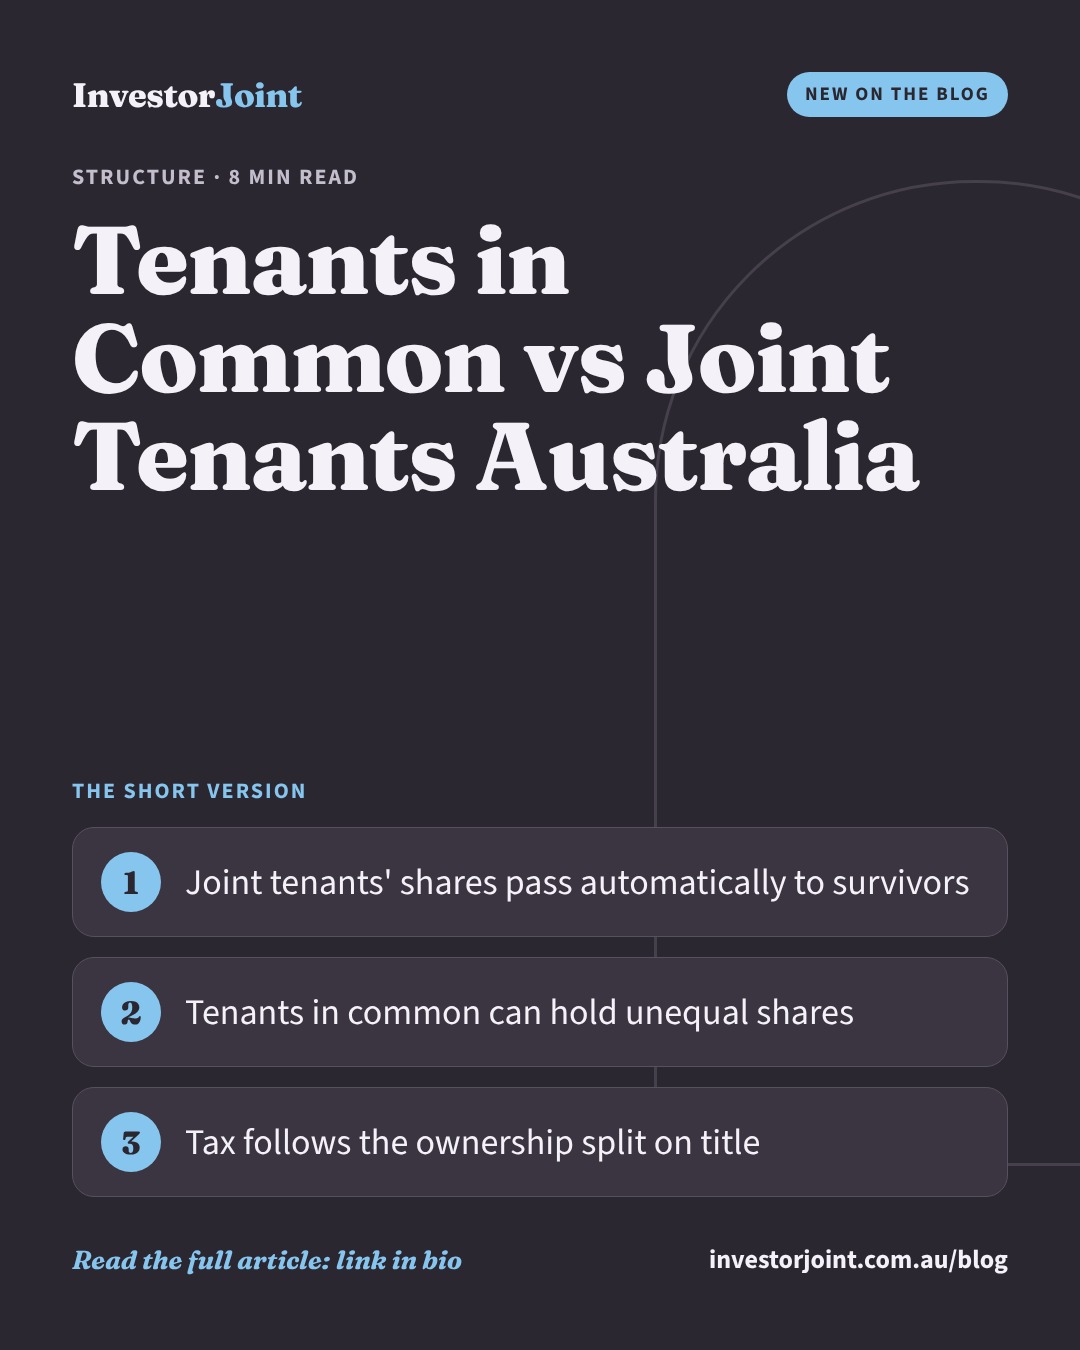 InvestorJoint
NEW ON THE BLOG
STRUCTURE · 8 MIN READ
Tenants in
Common vs Joint
Tenants Australia
THE SHORT VERSION
1 Joint tenants' shares pass automatically to survivors
2 Tenants in common can hold unequal shares
3 Tax follows the ownership split on title
Read the full article: link in bio
investorjoint.com.au/blog